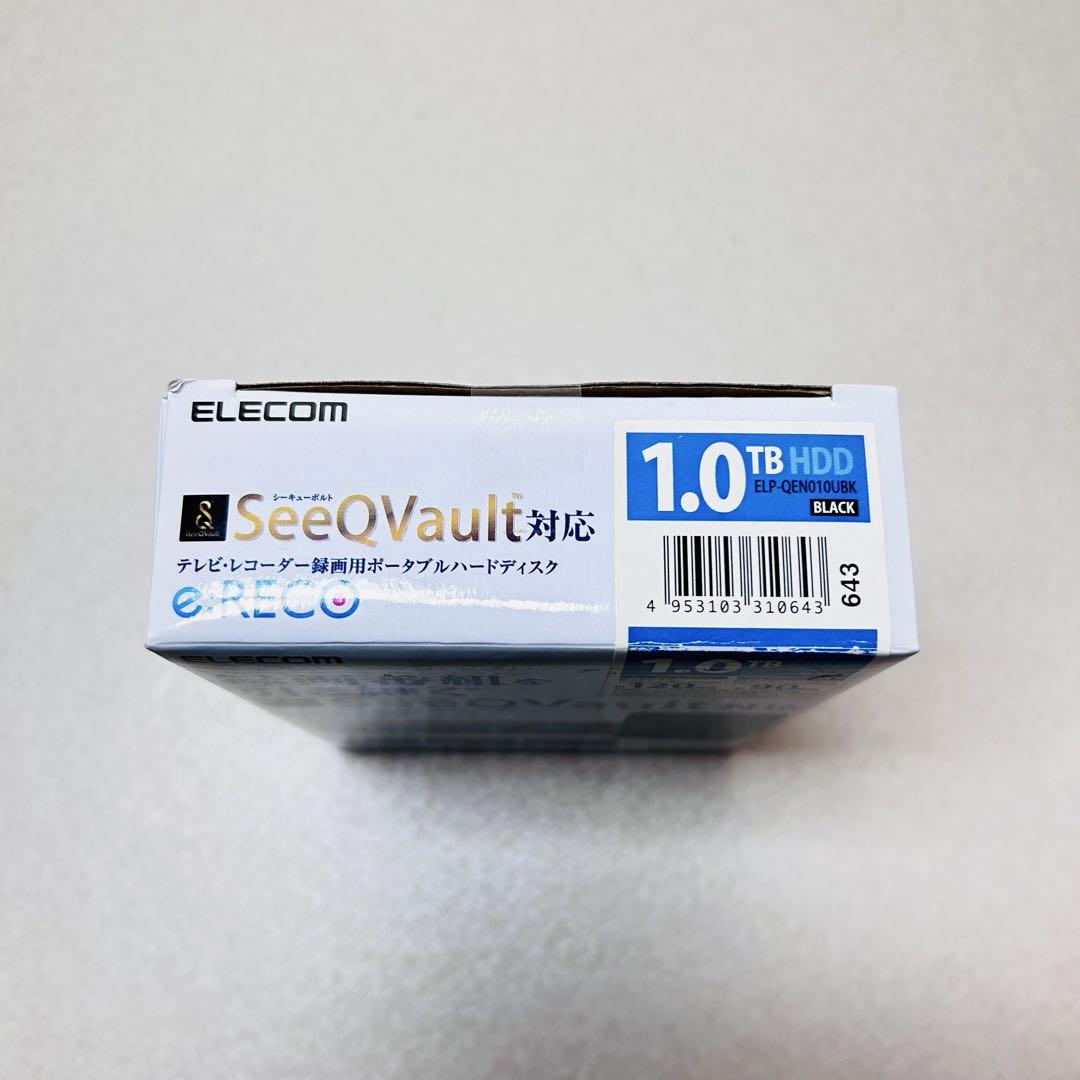 ELECOM
シーキューボルト
SeeQVault
SeeQVault対応
テレビ・レコーダー録画用ポータブルハードディスク
e:RECO
1.0TB HDD
ELP-QEN010UBK
BLACK
4 953103 310643
643
ELECOM
1.0TB
SeeQVault